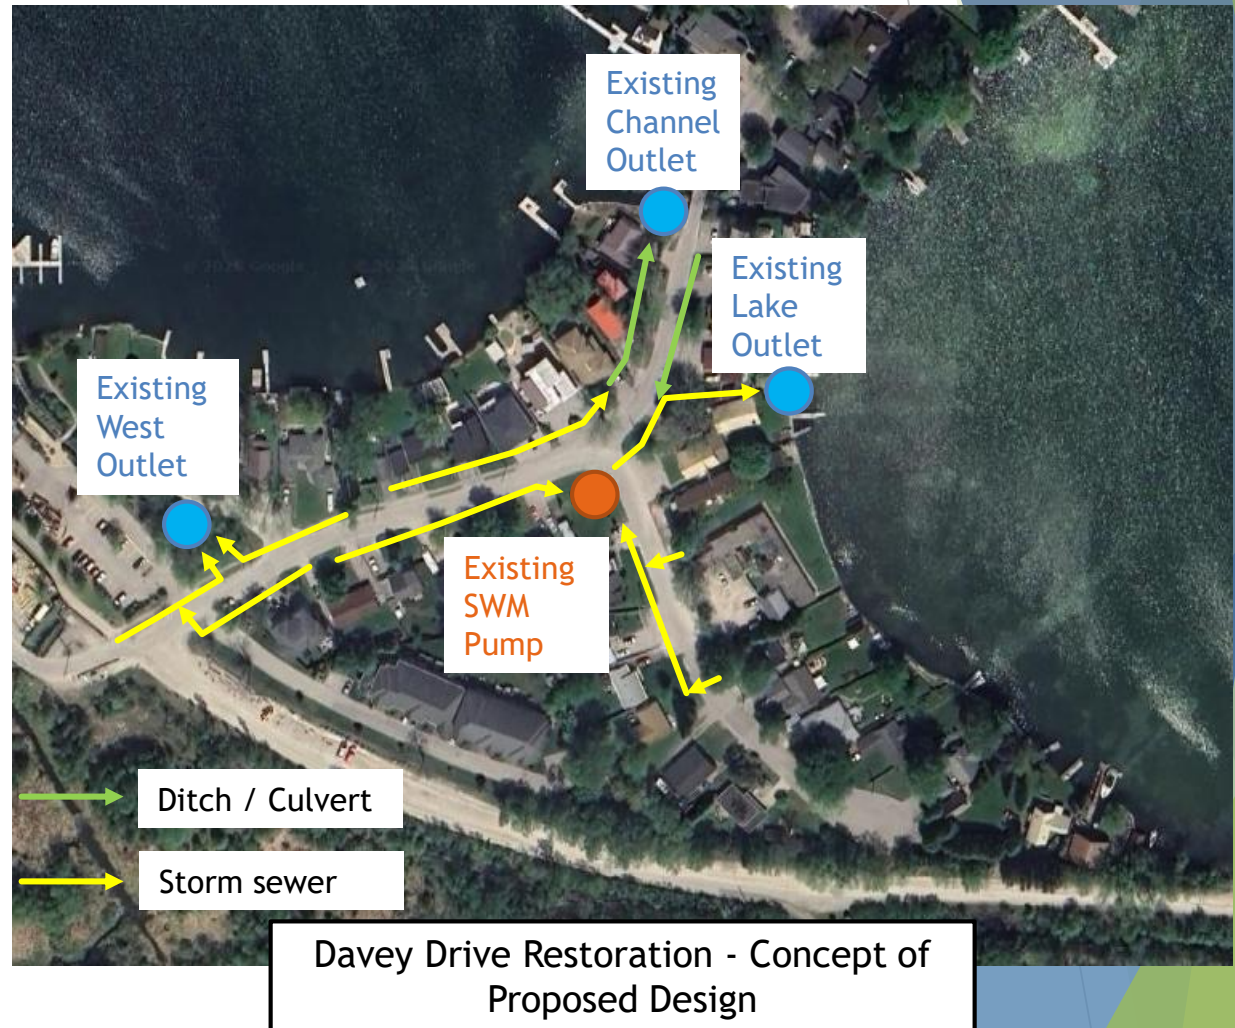 Existing
Channel
Outlet
Existing
Lake
Outlet
Existing
West
Outlet
Existing
SWM
Pump
Ditch / Culvert
Storm sewer
Davey Drive Restoration - Concept of
Proposed Design